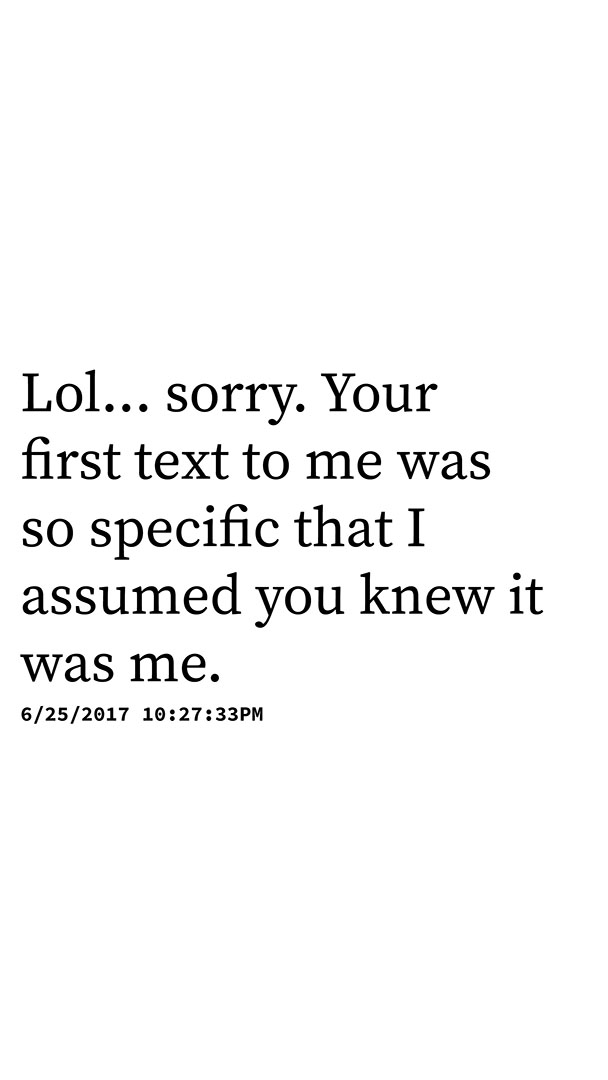 Lol... sorry. Your
first text to me was
so specific that I
assumed you knew it
was me.
6/25/2017 10:27:33PM